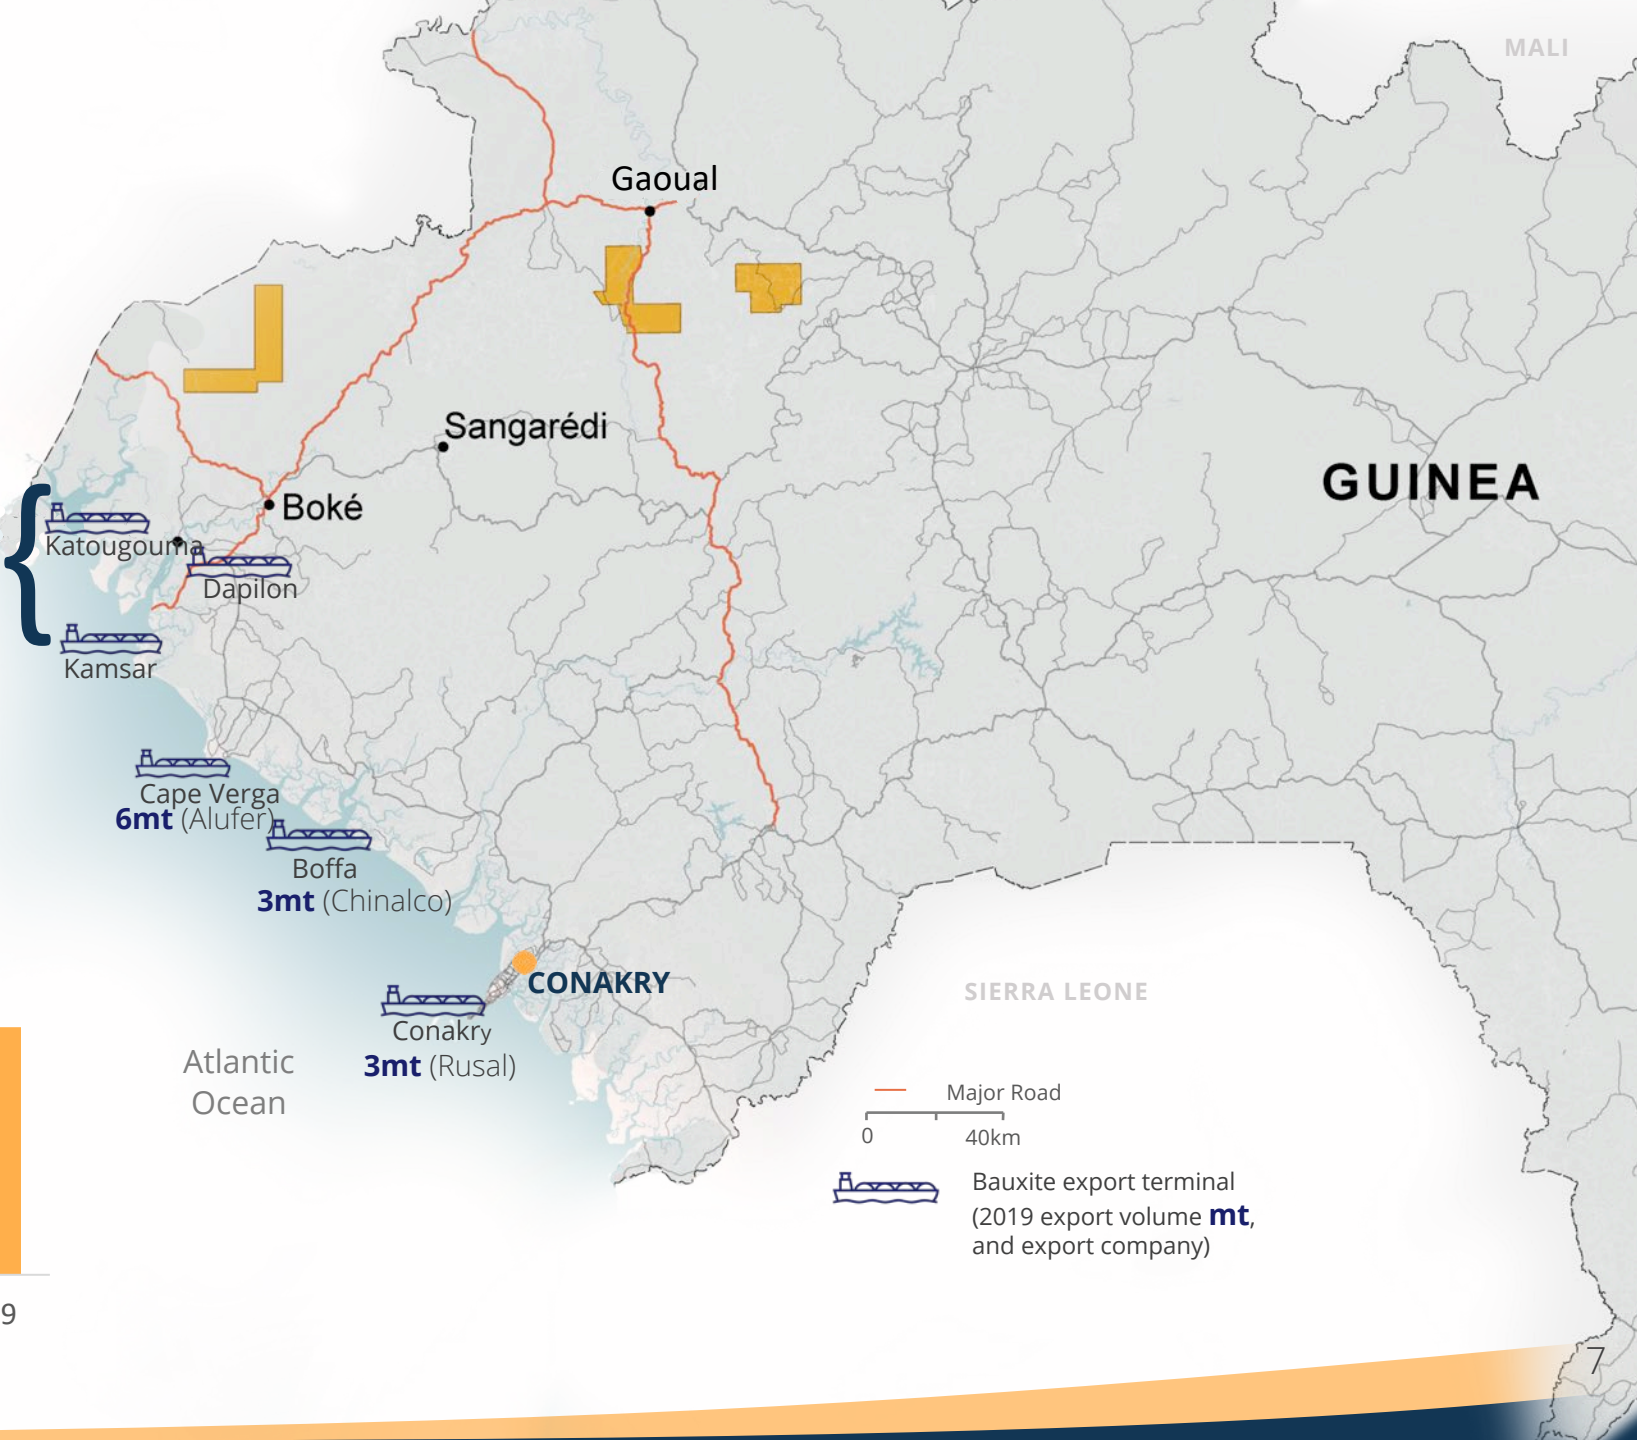 MALI
Gaoual
Sangarédi
GUINEA
Boké
{
Katougouma
Dapilon
Kamsar
Cape Verga
6mt (Alufer)
Boffa
3mt (Chinalco)
CONAKRY
SIERRA LEONE
Conakry
3mt (Rusal)
Atlantic
Ocean
Major Road
0 40km
Bauxite export terminal
(2019 export volume mt,
and export company)
9
7